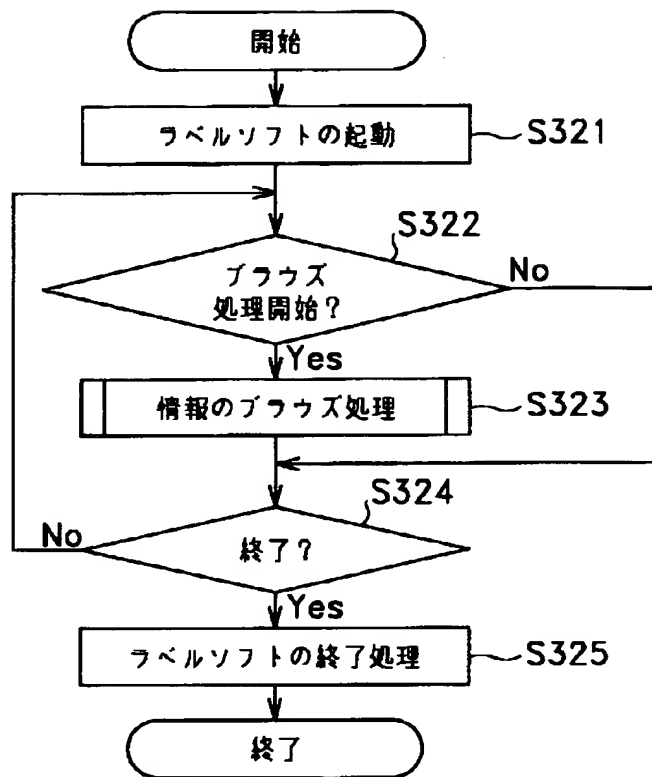 開始
ラベルソフトの起動
S321
S322
ブラウズ
処理開始?
No
Yes
情報のブラウズ処理
S323
S324
終了?
No
Yes
ラベルソフトの終了処理
S325
終了